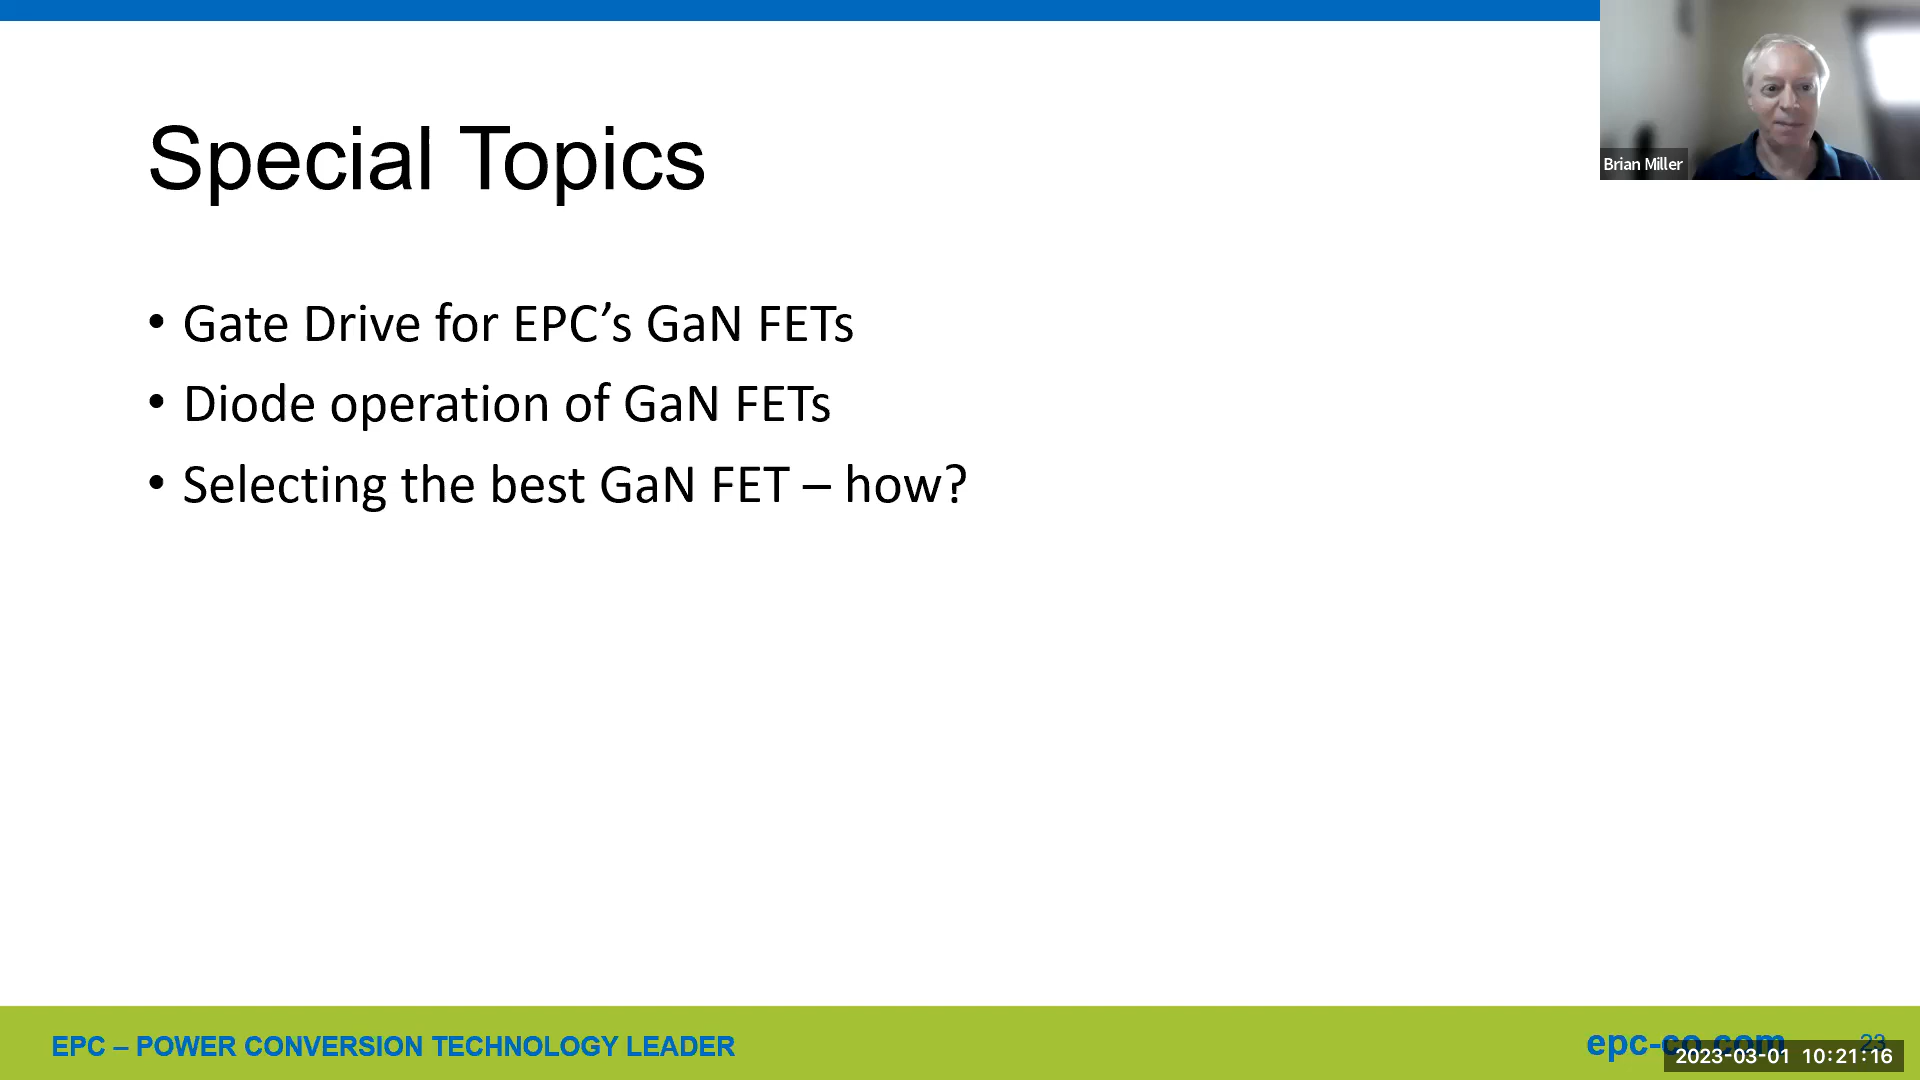 Special Topics
Brian Miller
• Gate Drive for EPC’s GaN FETs
• Diode operation of GaN FETs
• Selecting the best GaN FET – how?
EPC – POWER CONVERSION TECHNOLOGY LEADER
epc-co.com
23
2023-03-01 10:21:16